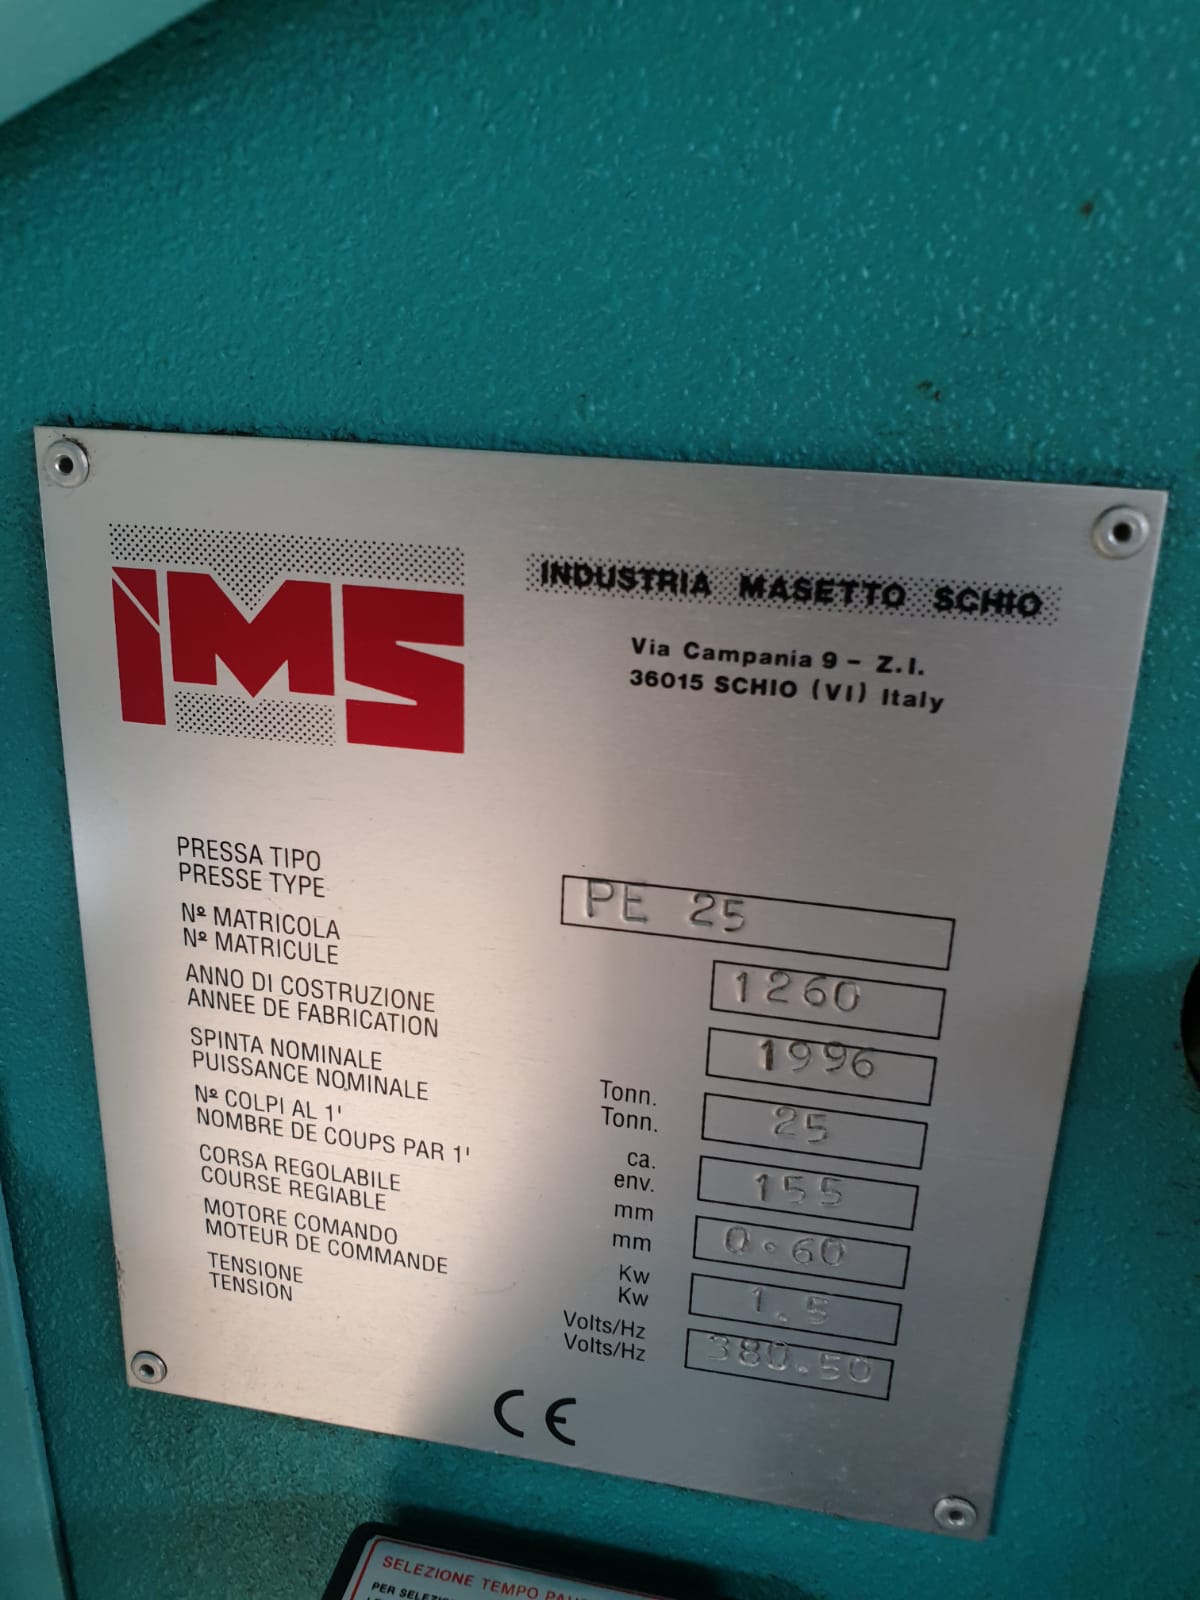 IMS
INDUSTRIA MASETTO SCHIO
Via Campania 9 - Z.I.
36015 SCHIO (VI) Italy
PRESSA TIPO
PRESSE TYPE
PE 25
Nº MATRICOLA
Nº MATRICULE
1260
ANNO DI COSTRUZIONE
ANNEE DE FABRICATION
1996
SPINTA NOMINALE Tonn.
PUISSANCE NOMINALE Tonn.
25
Nº COLPI AL 1' ca.
NOMBRE DE COUPS PAR 1' env.
155
CORSA REGOLABILE mm
COURSE REGIABLE mm
0.60
MOTORE COMANDO Kw
MOTEUR DE COMMANDE Kw
1.5
TENSIONE Volts/Hz
TENSION Volts/Hz
380.50
CE
SELEZIONE TEMPO
PER